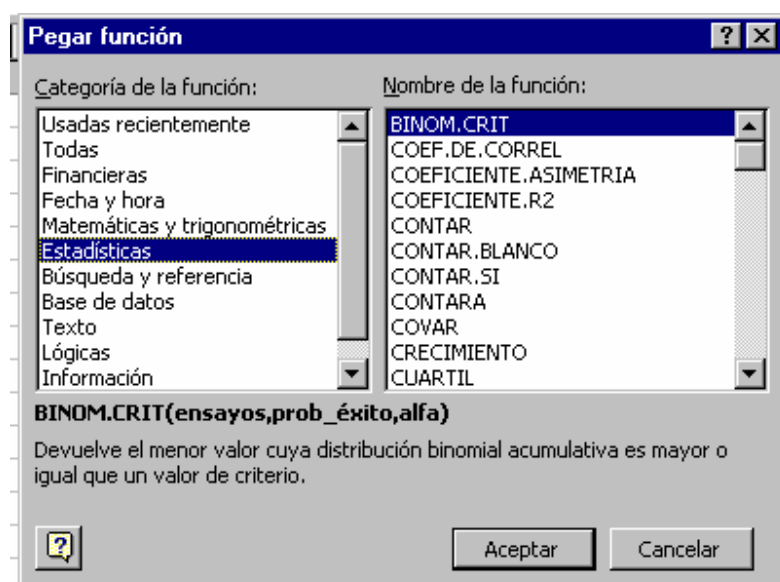 Pegar función
Categoría de la función:
Usadas recientemente
Todas
Financieras
Fecha y hora
Matemáticas y trigonométricas
Estadísticas
Búsqueda y referencia
Base de datos
Texto
Lógicas
Información
Nombre de la función:
BINOM.CRIT
COEF.DE.CORREL
COEFICIENTE.ASIMETRIA
COEFICIENTE.R2
CONTAR
CONTAR.BLANCO
CONTAR.SI
CONTARA
COVAR
CRECIMIENTO
CUARTIL
BINOM.CRIT(ensayos,prob_éxito,alfa)
Devuelve el menor valor cuya distribución binomial acumulativa es mayor o
igual que un valor de criterio.
Aceptar
Cancelar